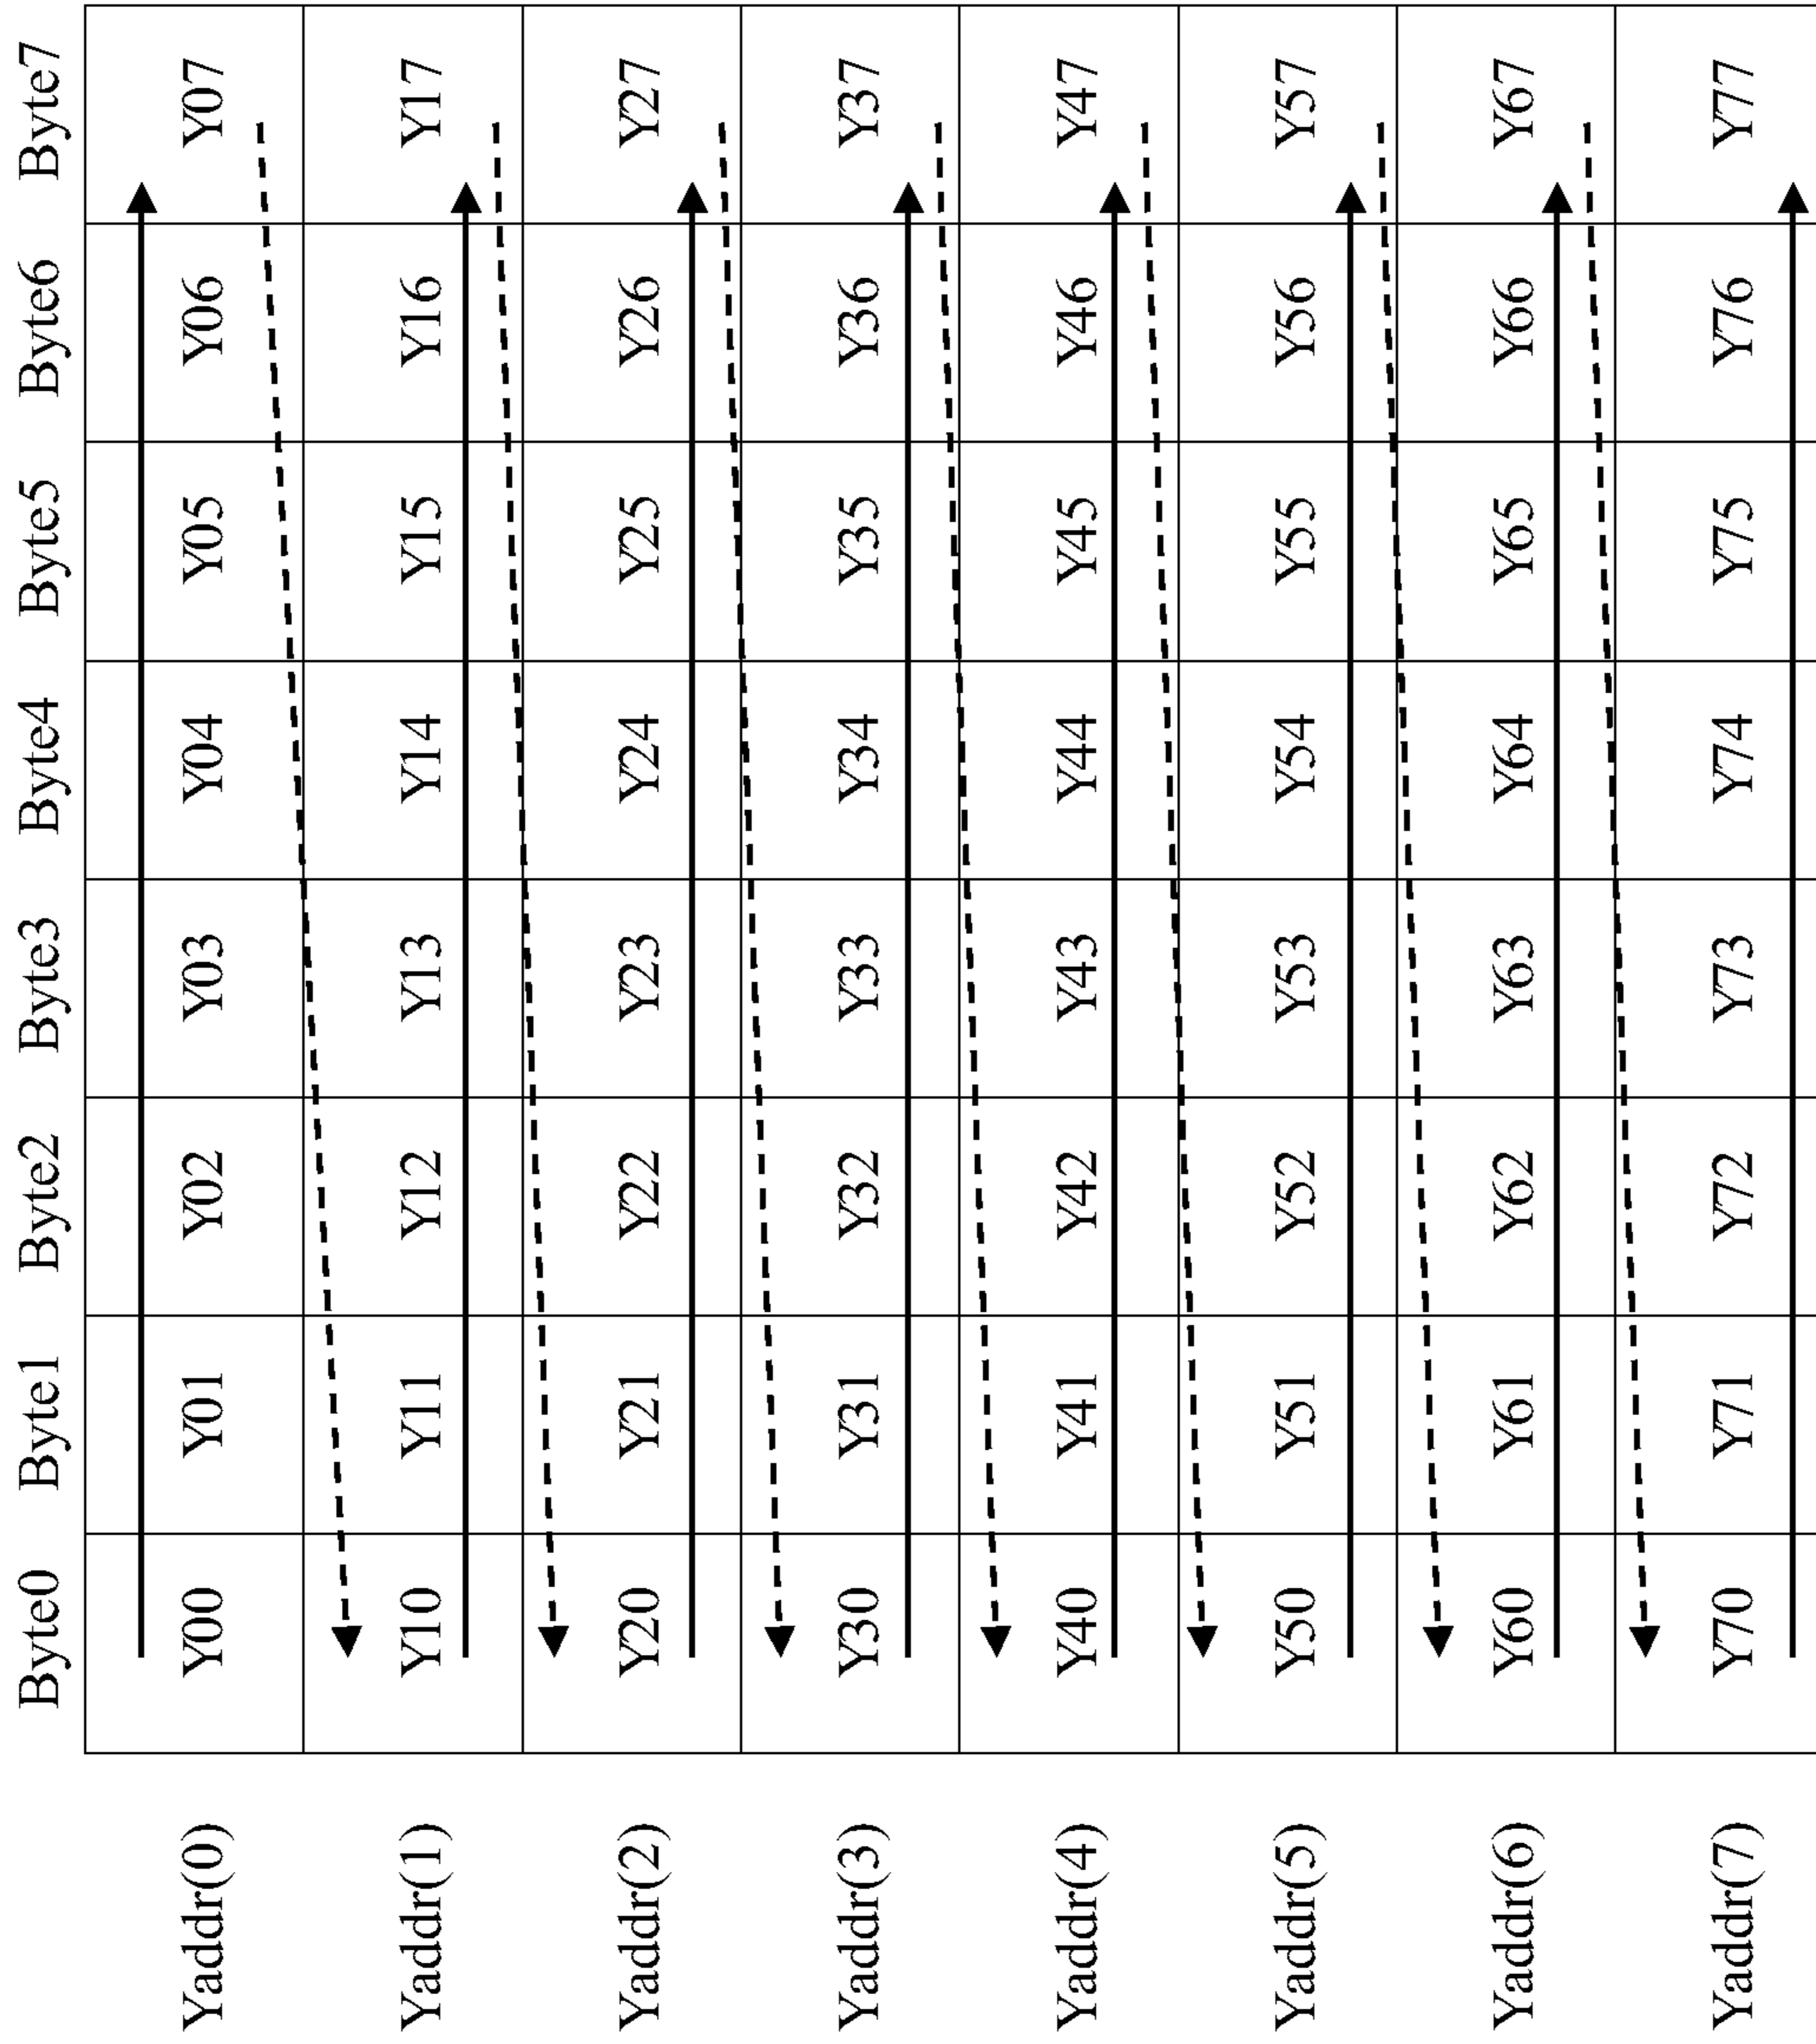 Byte0 Byte1 Byte2 Byte3 Byte4 Byte5 Byte6 Byte7
Yaddr(0) Y00 Y01 Y02 Y03 Y04 Y05 Y06 Y07
Yaddr(1) Y10 Y11 Y12 Y13 Y14 Y15 Y16 Y17
Yaddr(2) Y20 Y21 Y22 Y23 Y24 Y25 Y26 Y27
Yaddr(3) Y30 Y31 Y32 Y33 Y34 Y35 Y36 Y37
Yaddr(4) Y40 Y41 Y42 Y43 Y44 Y45 Y46 Y47
Yaddr(5) Y50 Y51 Y52 Y53 Y54 Y55 Y56 Y57
Yaddr(6) Y60 Y61 Y62 Y63 Y64 Y65 Y66 Y67
Yaddr(7) Y70 Y71 Y72 Y73 Y74 Y75 Y76 Y77